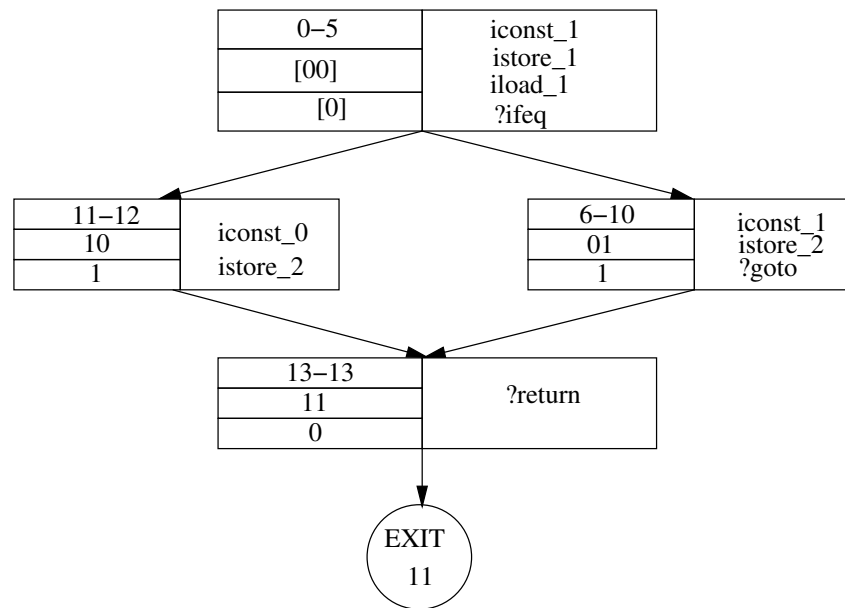 0–5
[00]
[0]
iconst_1
istore_1
iload_1
?ifeq
11–12
10
1
iconst_0
istore_2
6–10
01
1
iconst_1
istore_2
?goto
13–13
11
0
?return
EXIT
11